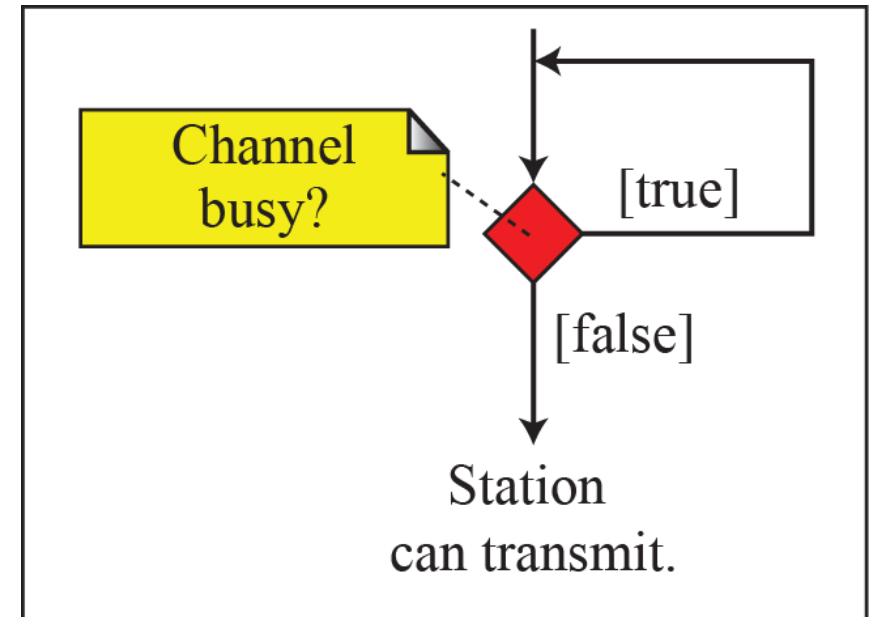 Channel
busy?
[true]
[false]
Station
can transmit.